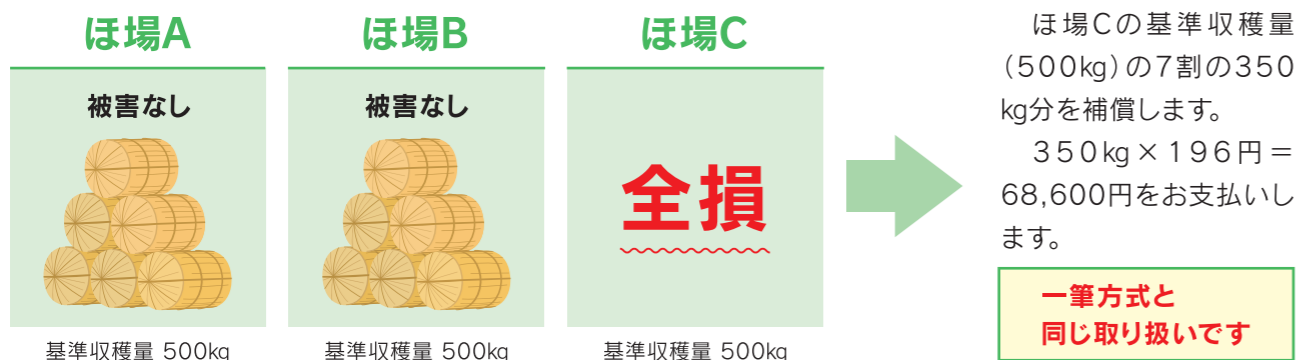 ほ場A
被害なし
基準収穫量 500kg
ほ場B
被害なし
基準収穫量 500kg
ほ場C
全損
基準収穫量 500kg
ほ場Cの基準収穫量
(500kg)の7割の350
kg分を補償します。
350kg×196円=
68,600円をお支払いし
ます。
一筆方式と
同じ取り扱いです